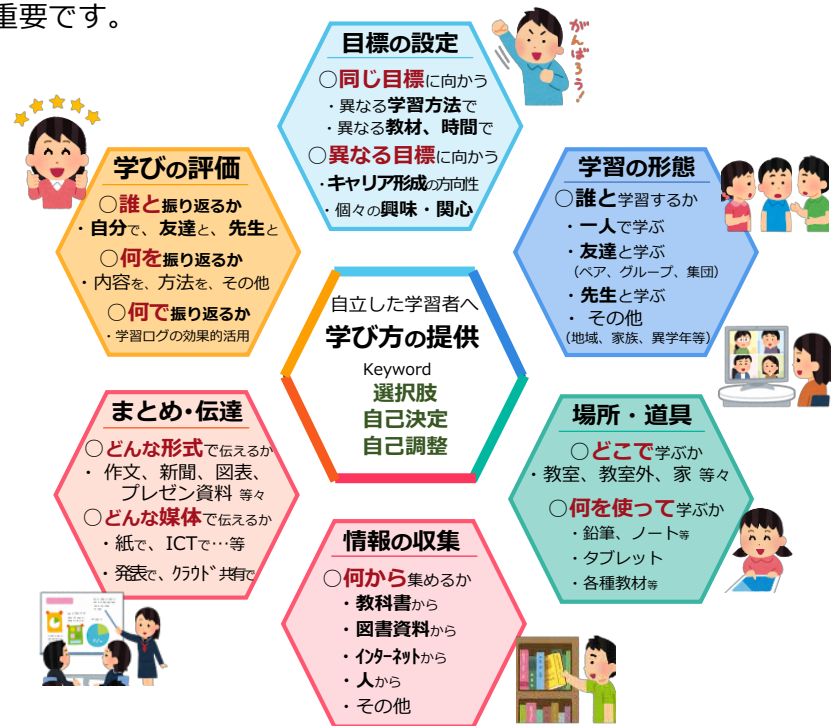 重要です。
目標の設定
○同じ目標に向かう
・異なる学習方法で
・異なる教材、時間で
○異なる目標に向かう
・キャリア形成の方向性
・個々の興味・関心
がんばろう!
学びの評価
○誰と振り返るか
・自分で、友達と、先生と
○何を振り返るか
・内容を、方法を、その他
○何で振り返るか
・学習ログの効果的活用
学習の形態
○誰と学習するか
・一人で学ぶ
・友達と学ぶ
(ペア、グループ、集団)
・先生と学ぶ
・ その他
(地域、家族、異学年等)
自立した学習者へ
学び方の提供
Keyword
選択肢
自己決定
自己調整
まとめ・伝達
○どんな形式で伝えるか
・ 作文、新聞、図表、
プレゼン資料 等々
○どんな媒体で伝えるか
・紙で、ICTで…等
・発表で、クラウド共有で
場所・道具
○どこで学ぶか
・教室、教室外、家 等々
○何を使って学ぶか
・鉛筆、ノート等
・タブレット
・各種教材等
情報の収集
○何から集めるか
・教科書から
・図書資料から
・インターネットから
・人から
・その他